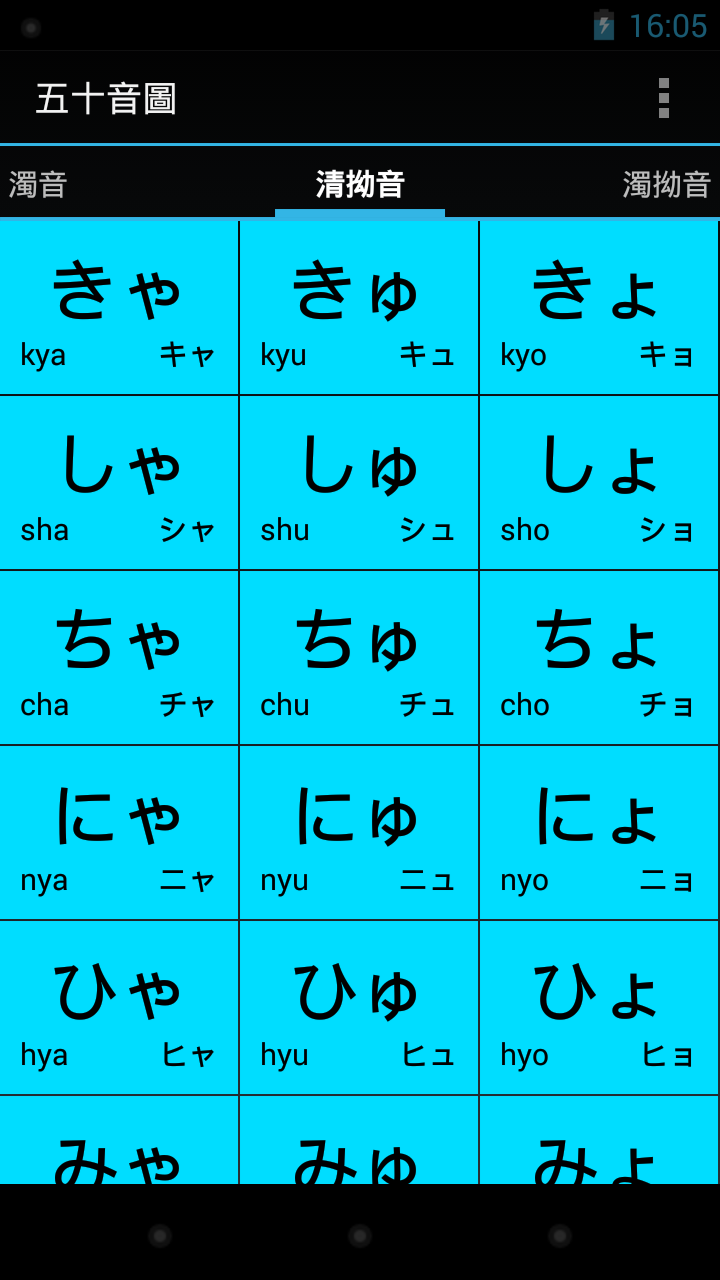 16:05
五十音圖
濁音 清拗音 濁拗音
きゃ きゅ きょ
kya キャ kyu キュ kyo キョ
しゃ しゅ しょ
sha シャ shu シュ sho ショ
ちゃ ちゅ ちょ
cha チャ chu チュ cho チョ
にゃ にゅ にょ
nya ニャ nyu ニュ nyo ニョ
ひゃ ひゅ ひょ
hya ヒャ hyu ヒュ hyo ヒョ
みゃ みゅ みょ